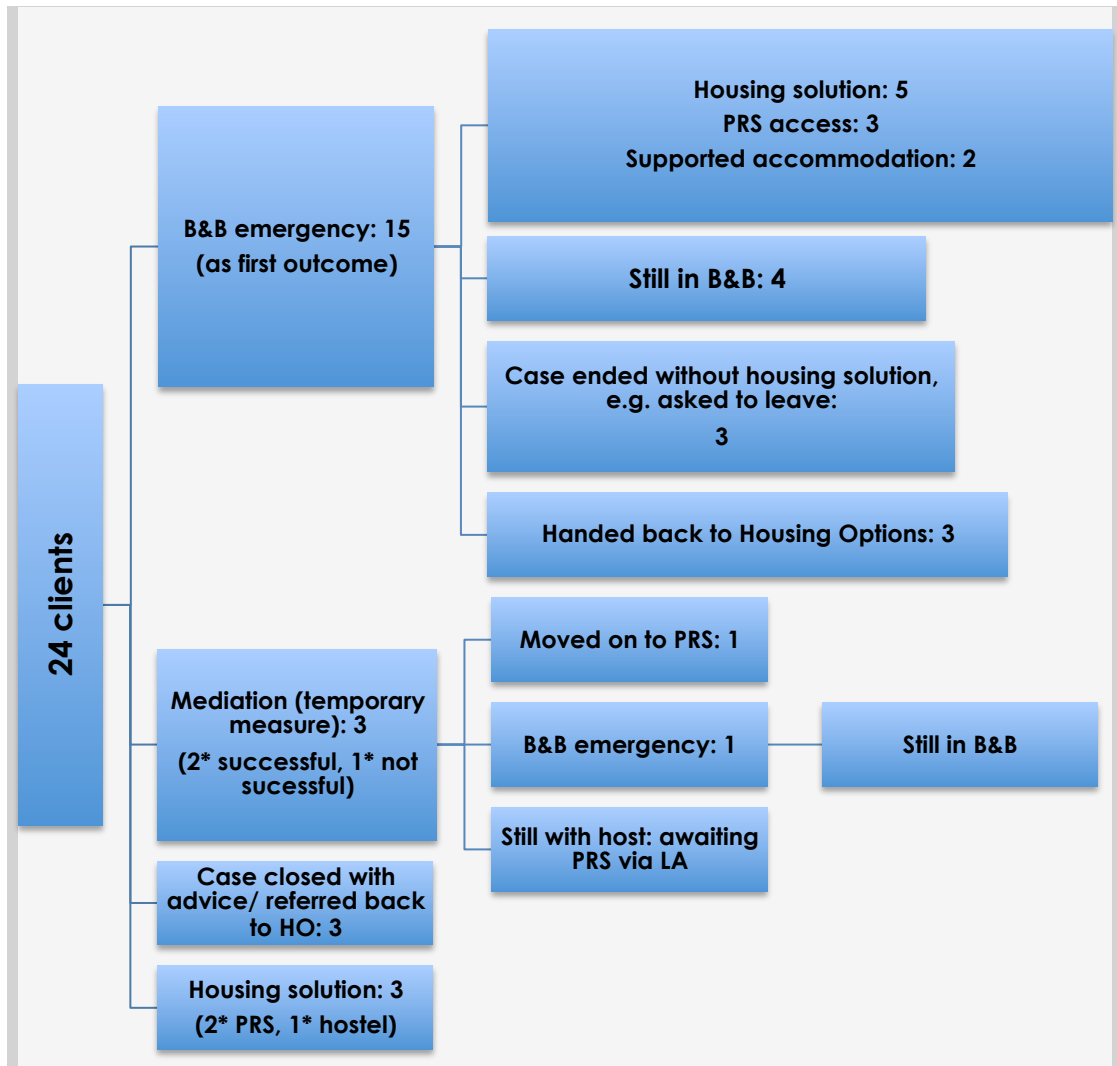 24 clients
B&B emergency: 15
(as first outcome)
Housing solution: 5
PRS access: 3
Supported accommodation: 2
Still in B&B: 4
Case ended without housing solution,
e.g. asked to leave:
3
Handed back to Housing Options: 3
Mediation (temporary
measure): 3
(2* successful, 1* not
sucessful)
Moved on to PRS: 1
B&B emergency: 1
Still in B&B
Still with host: awaiting
PRS via LA
Case closed with
advice/ referred back
to HO: 3
Housing solution: 3
(2* PRS, 1* hostel)